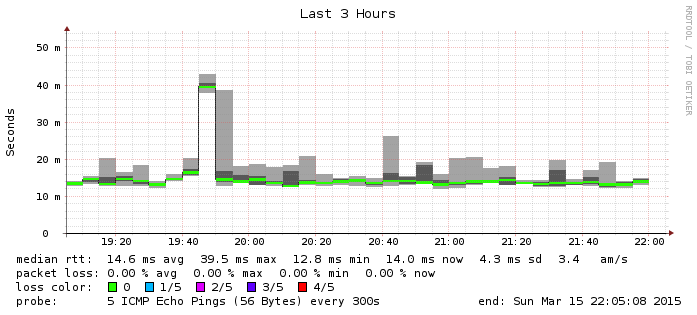 Last 3 Hours
RRDTOOL / TOBI OETIKER
Seconds
50 m
40 m
30 m
20 m
10 m
0
19:20 19:40 20:00 20:20 20:40 21:00 21:20 21:40 22:00
median rtt: 14.6 ms avg 39.5 ms max 12.8 ms min 14.0 ms now 4.3 ms sd 3.4 am/s
packet loss: 0.00 % avg 0.00 % max 0.00 % min 0.00 % now
loss color: 0 1/5 2/5 3/5 4/5
probe: 5 ICMP Echo Pings (56 Bytes) every 300s end: Sun Mar 15 22:05:08 2015